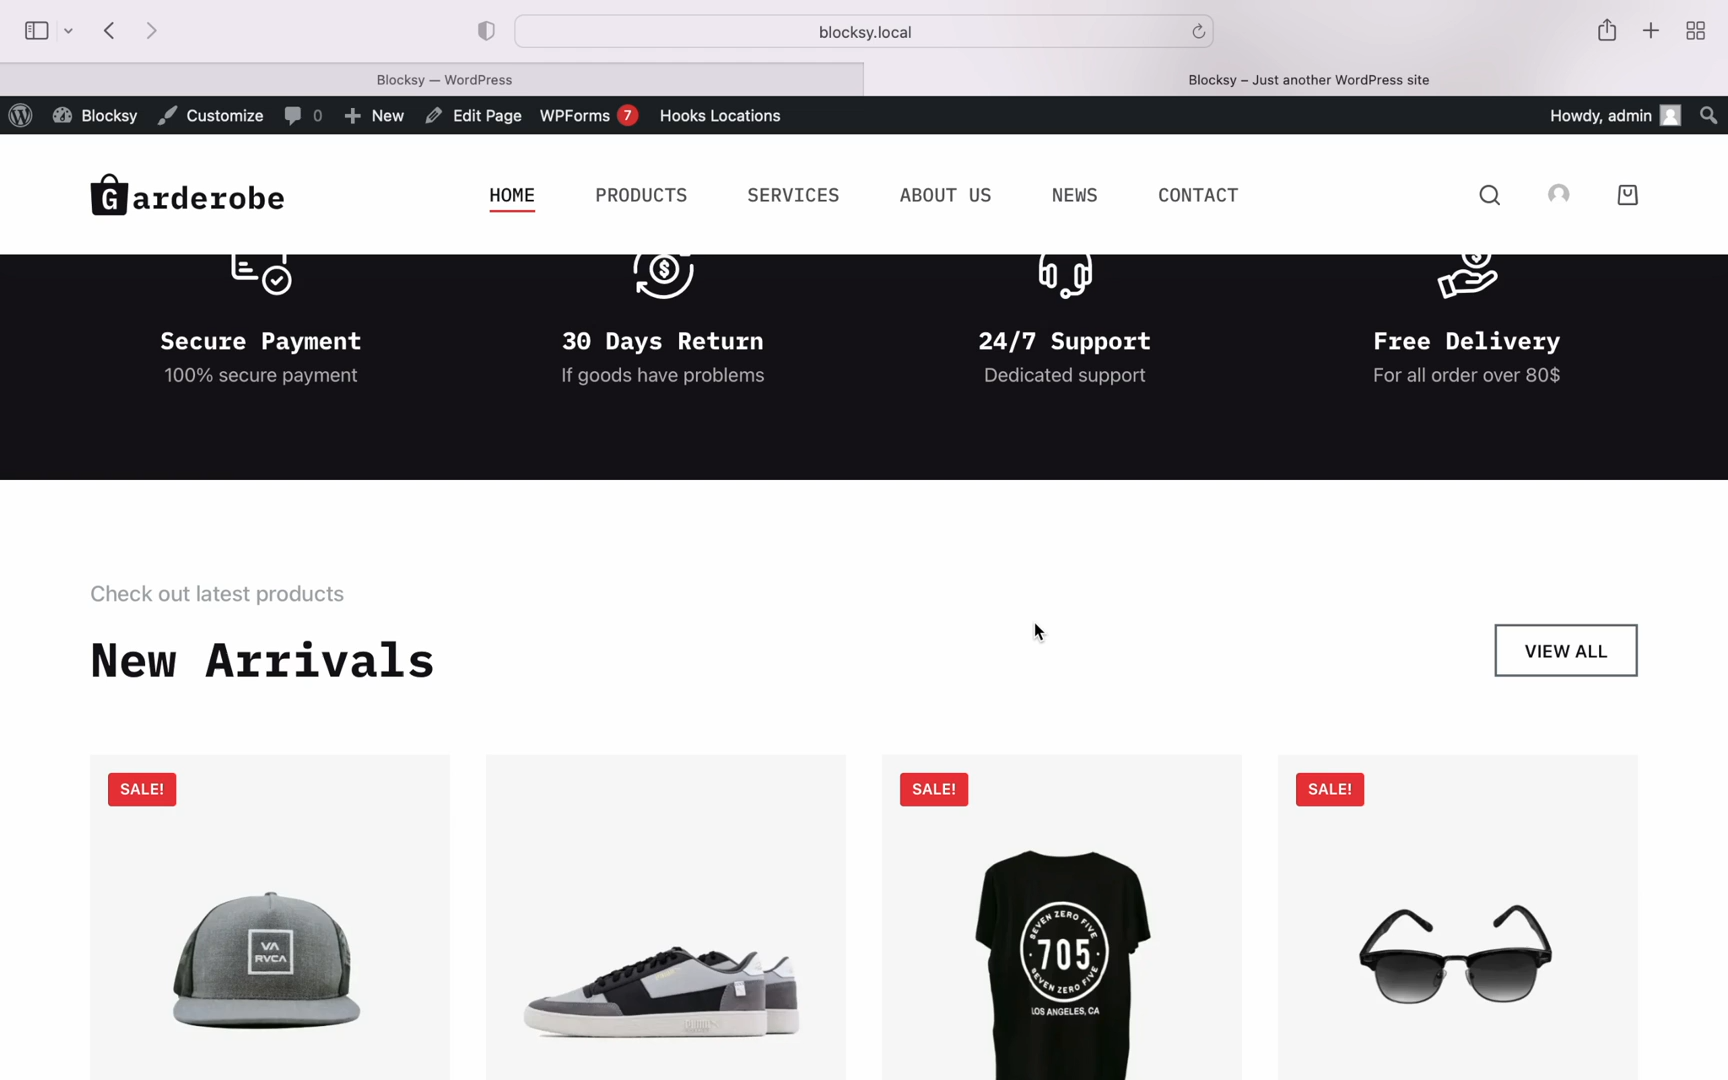 blocksy.local
Blocksy — WordPress
Blocksy – Just another WordPress site
Blocksy Customize 0 New Edit Page WPForms 7 Hooks Locations Howdy, admin
Garderobe
HOME PRODUCTS SERVICES ABOUT US NEWS CONTACT
Secure Payment
100% secure payment
30 Days Return
If goods have problems
24/7 Support
Dedicated support
Free Delivery
For all order over 80$
Check out latest products
New Arrivals
VIEW ALL
SALE!
SALE!
SALE!
VA
RVCA
SEVEN ZERO FIVE
705
SEVEN ZERO FIVE
LOS ANGELES, CA